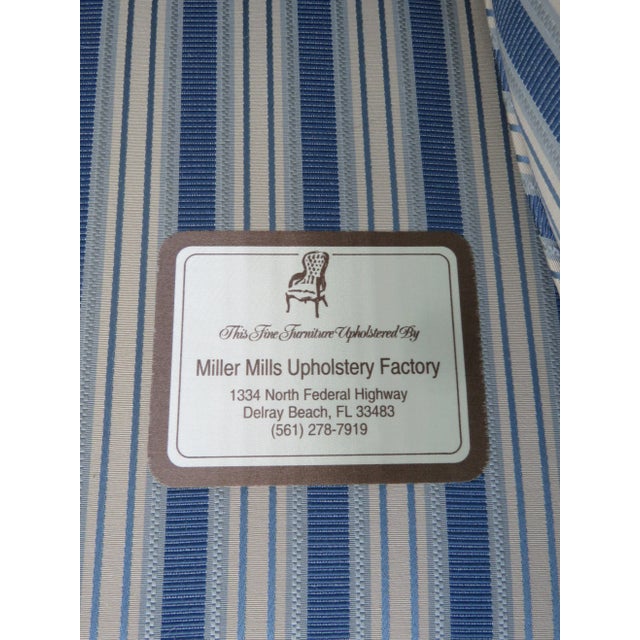 This Fine Furniture Upholstered By
Miller Mills Upholstery Factory
1334 North Federal Highway
Delray Beach, FL 33483
(561) 278-7919